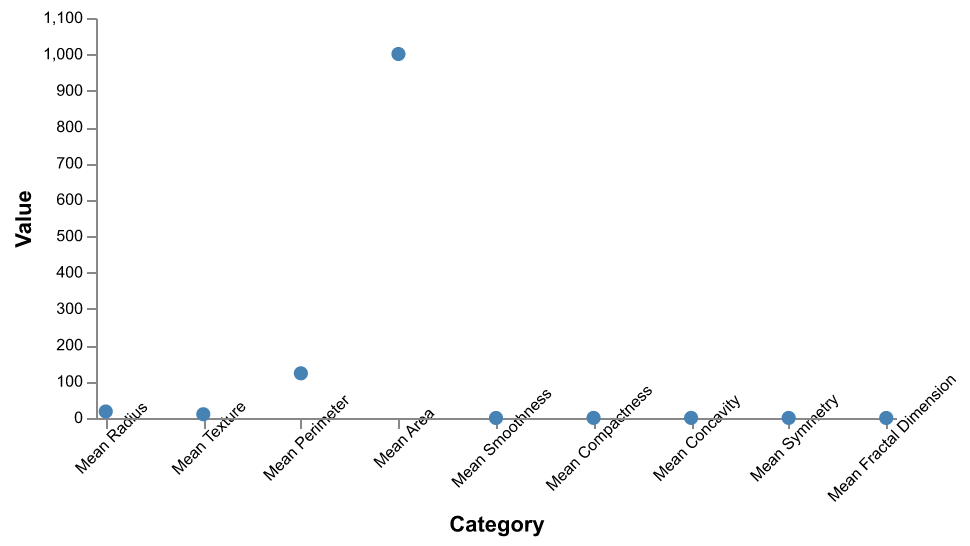 1,100
1,000
900
800
700
600
500
400
300
200
100
0
Value
Mean Radius
Mean Texture
Mean Perimeter
Mean Area
Mean Smoothness
Mean Compactness
Mean Concavity
Mean Symmetry
Mean Fractal Dimension
Category